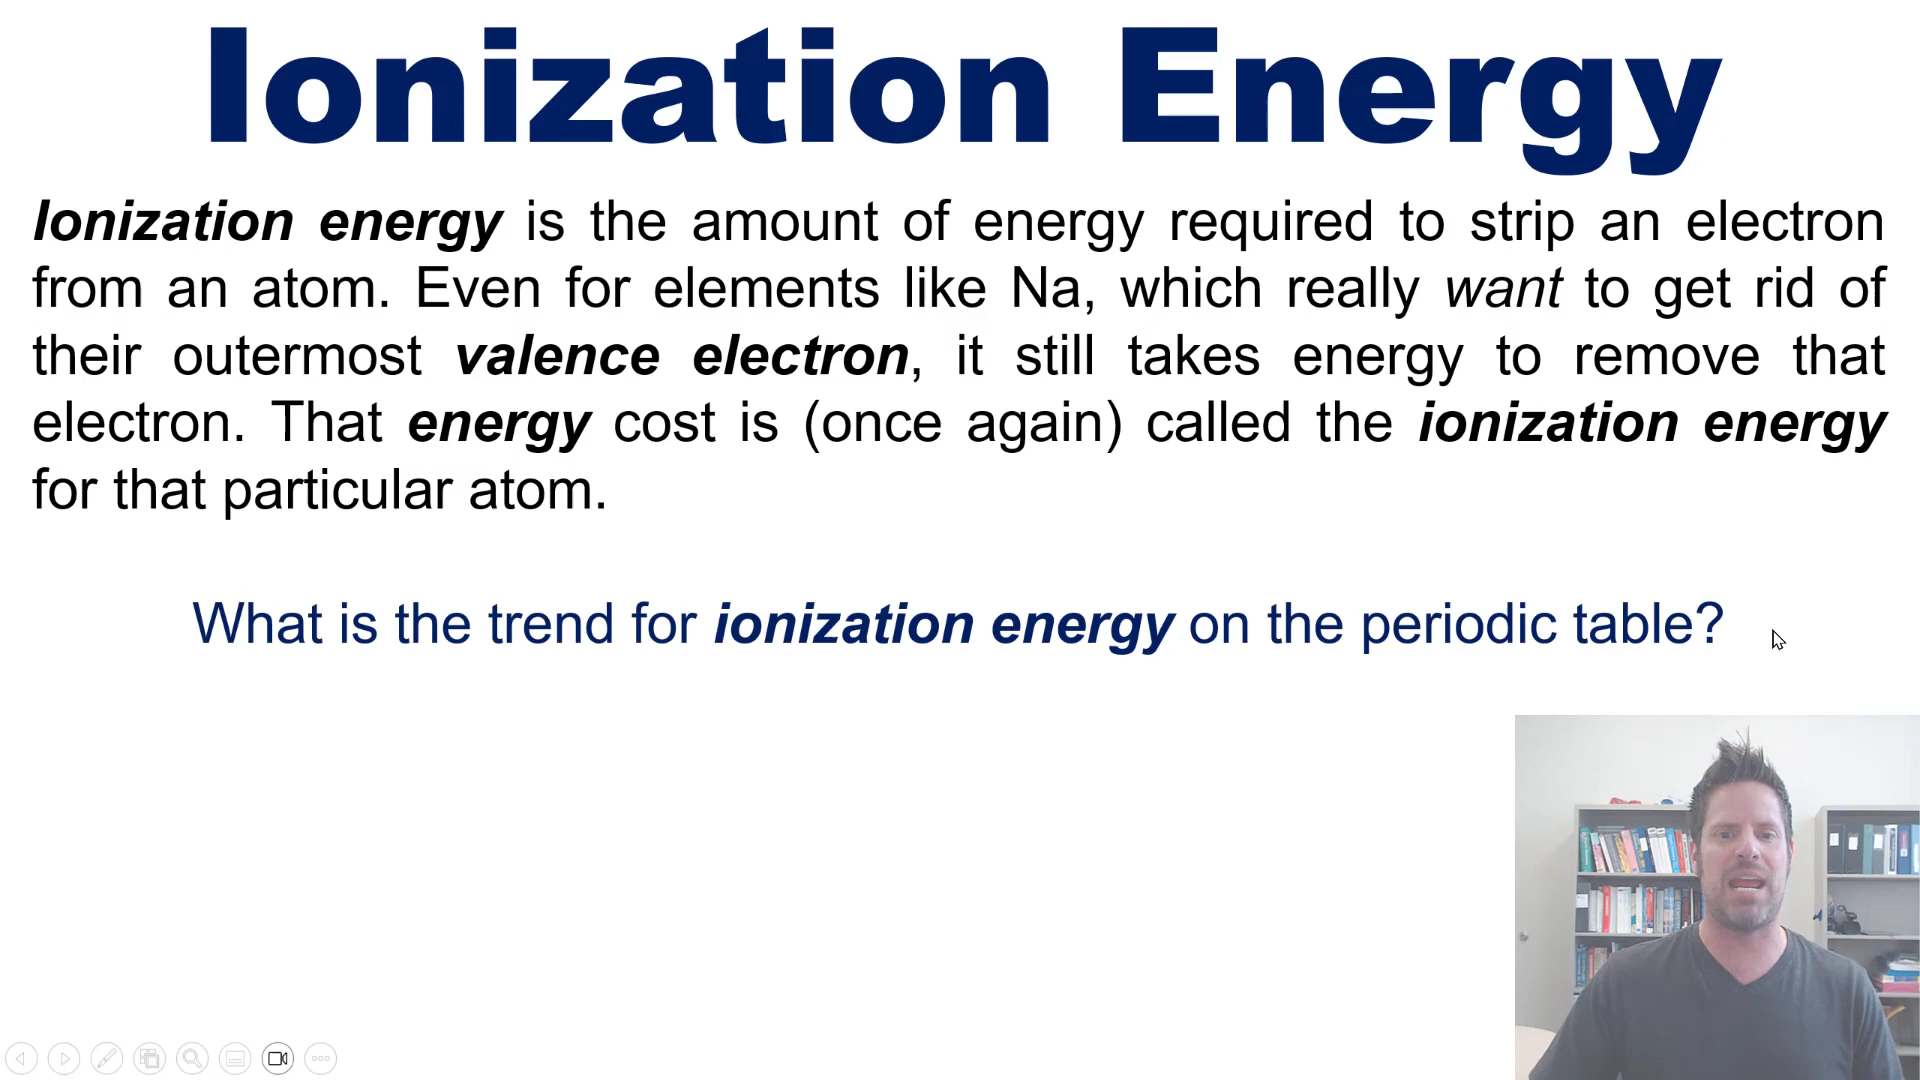 Ionization Energy
Ionization energy is the amount of energy required to strip an electron
from an atom. Even for elements like Na, which really want to get rid of
their outermost valence electron, it still takes energy to remove that
electron. That energy cost is (once again) called the ionization energy
for that particular atom.
What is the trend for ionization energy on the periodic table?